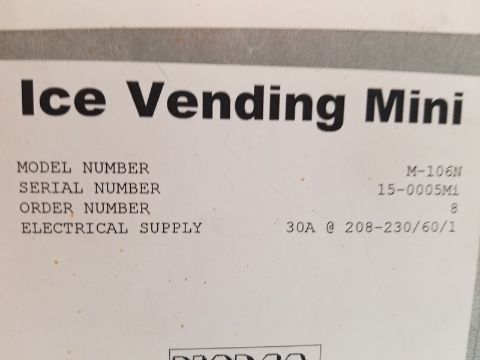 Ice Vending Mini
MODEL NUMBER M-106N
SERIAL NUMBER 15-0005Mi
ORDER NUMBER 8
ELECTRICAL SUPPLY 30A @ 208-230/60/1